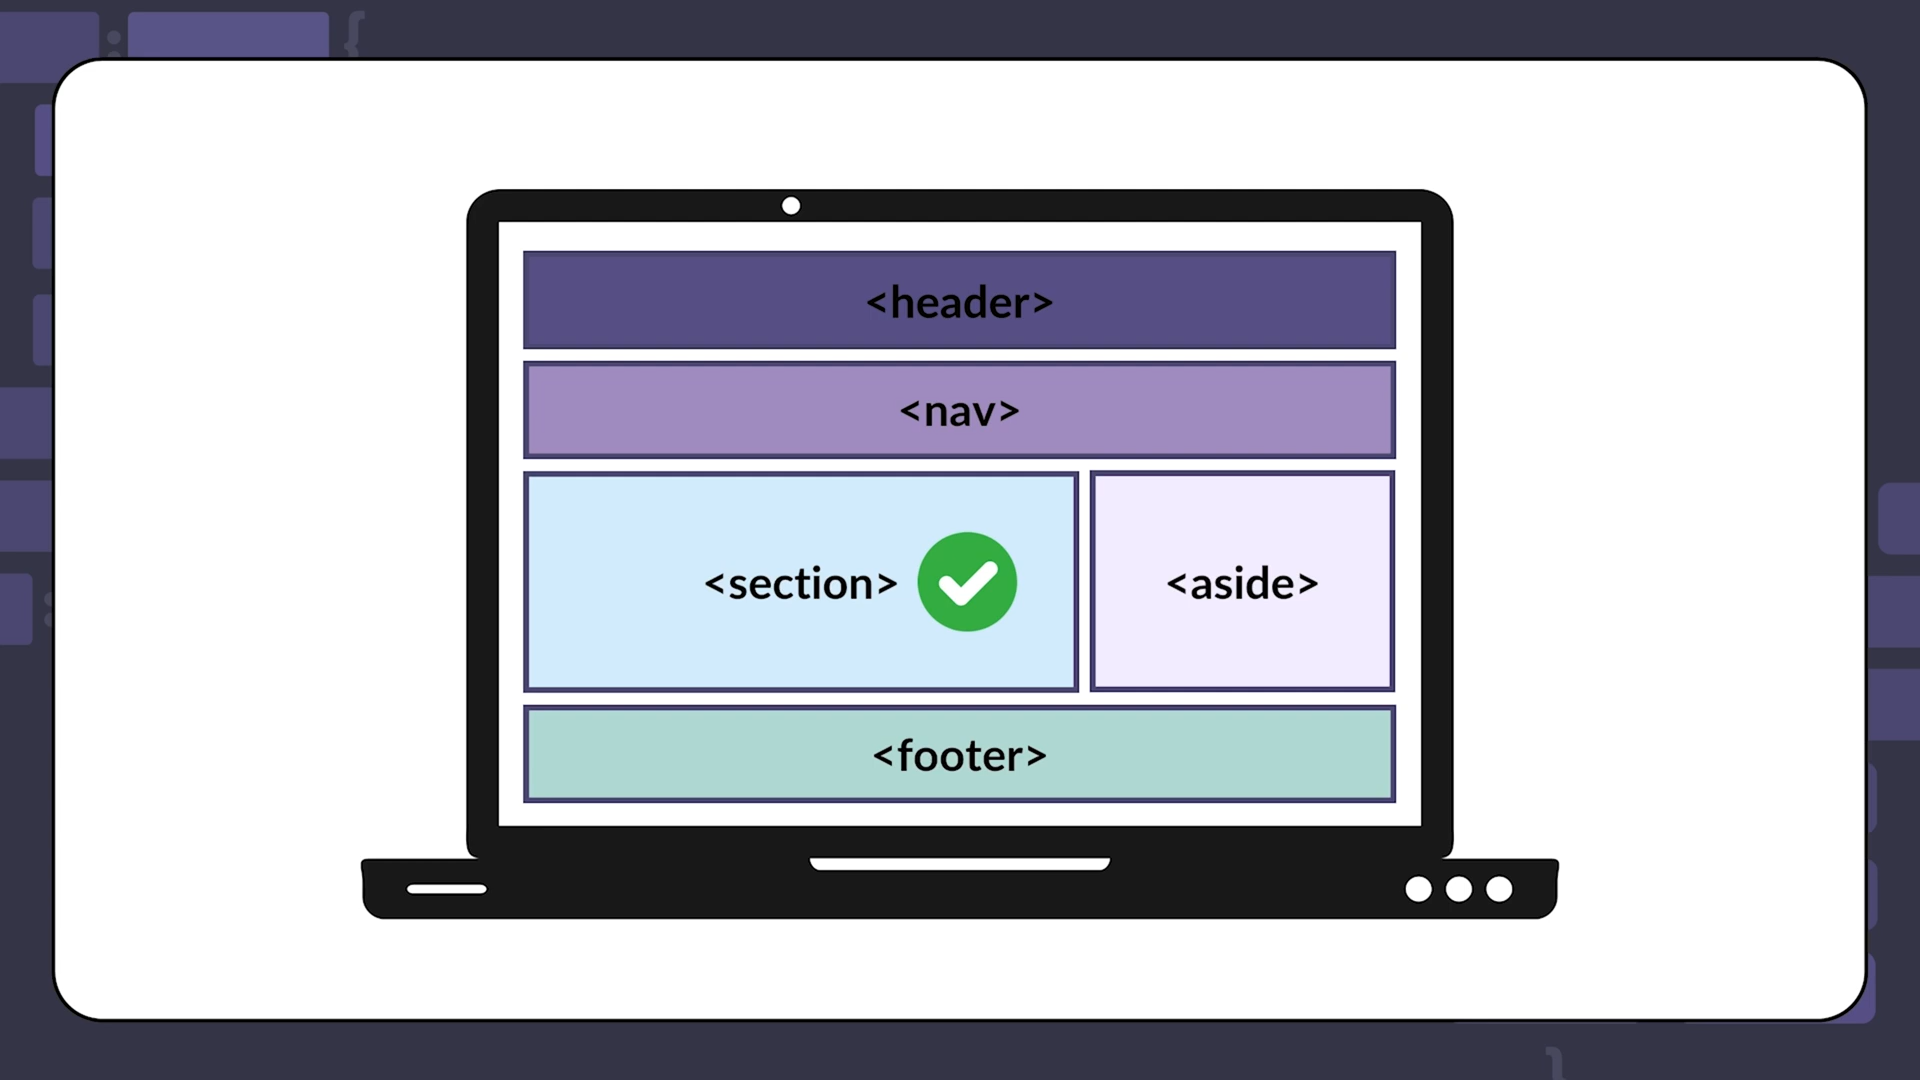 {
<header>
<nav>
<section>
<aside>
<footer>
}